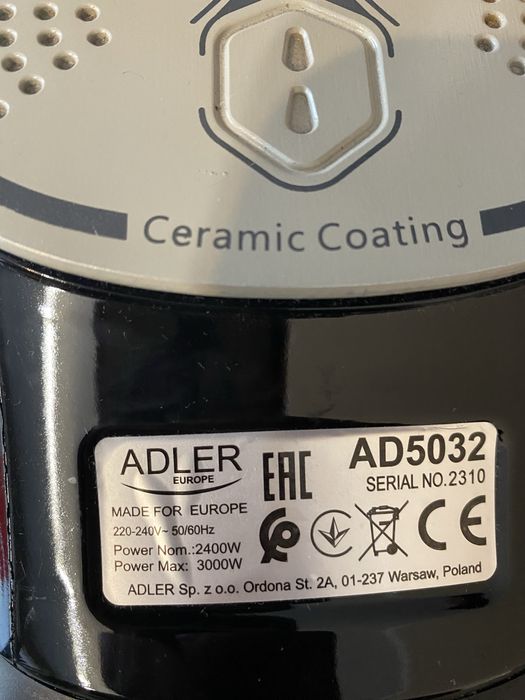 Ceramic Coating
ADLER
EUROPE
EAC
AD5032
SERIAL NO.2310
MADE FOR EUROPE
220-240V~ 50/60Hz
Power Nom.:2400W
Power Max: 3000W
CE
ADLER Sp. z o.o. Ordona St. 2A, 01-237 Warsaw, Poland